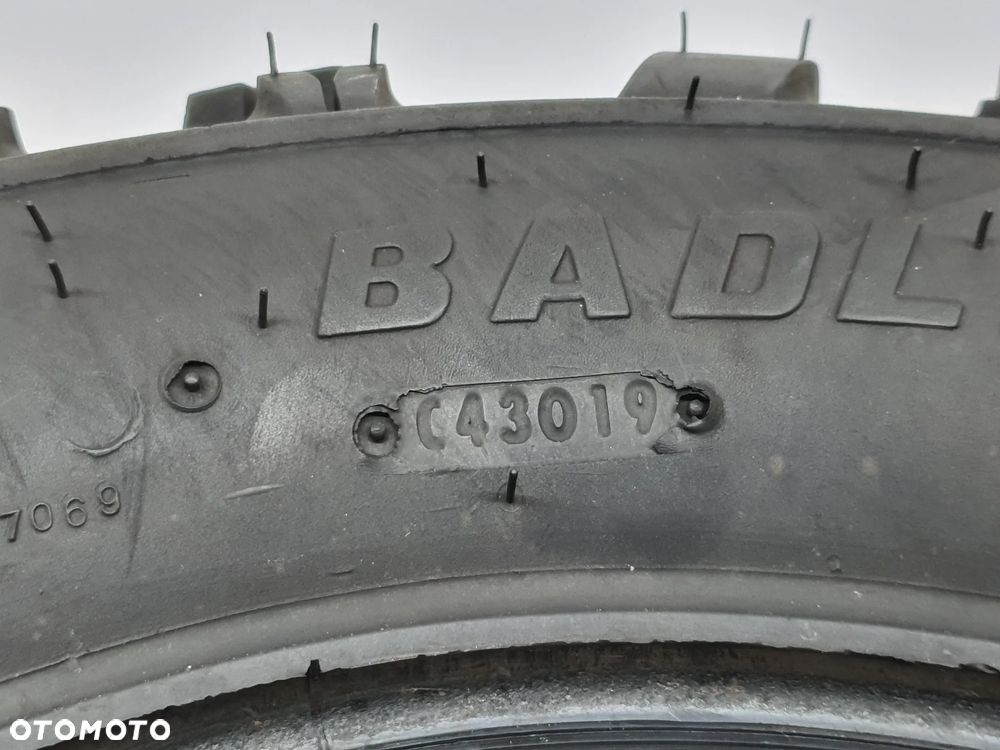 BADL
C43019
7069
OTOMOTO